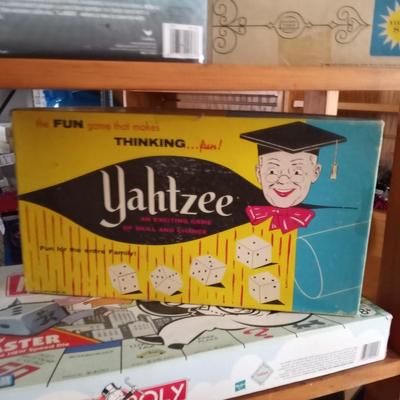 the FUN game that makes
THINKING...fun!
Yahtzee
AN EXCITING GAME
OF SKILL AND CHANCE
Fun for the entire Family!